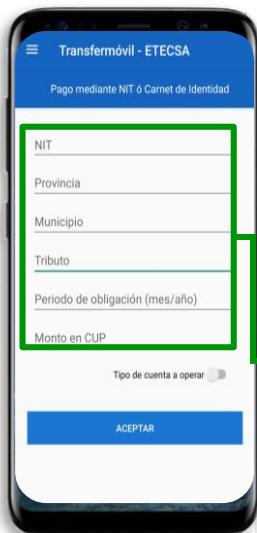 Transfermóvil - ETECSA
Pago mediante NIT ó Carnet de Identidad
NIT
Provincia
Municipio
Tributo
Periodo de obligación (mes/año)
Monto en CUP
Tipo de cuenta a operar
ACEPTAR